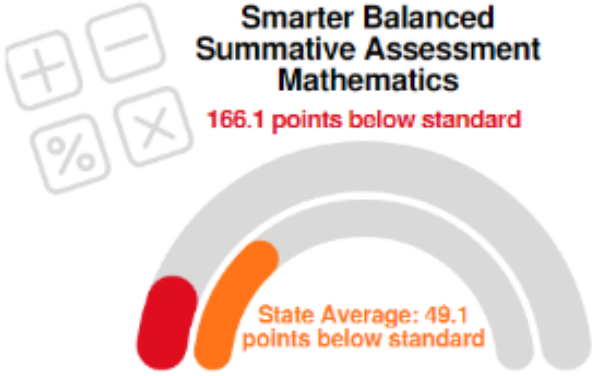 Smarter Balanced
Summative Assessment
Mathematics
166.1 points below standard
State Average: 49.1
points below standard